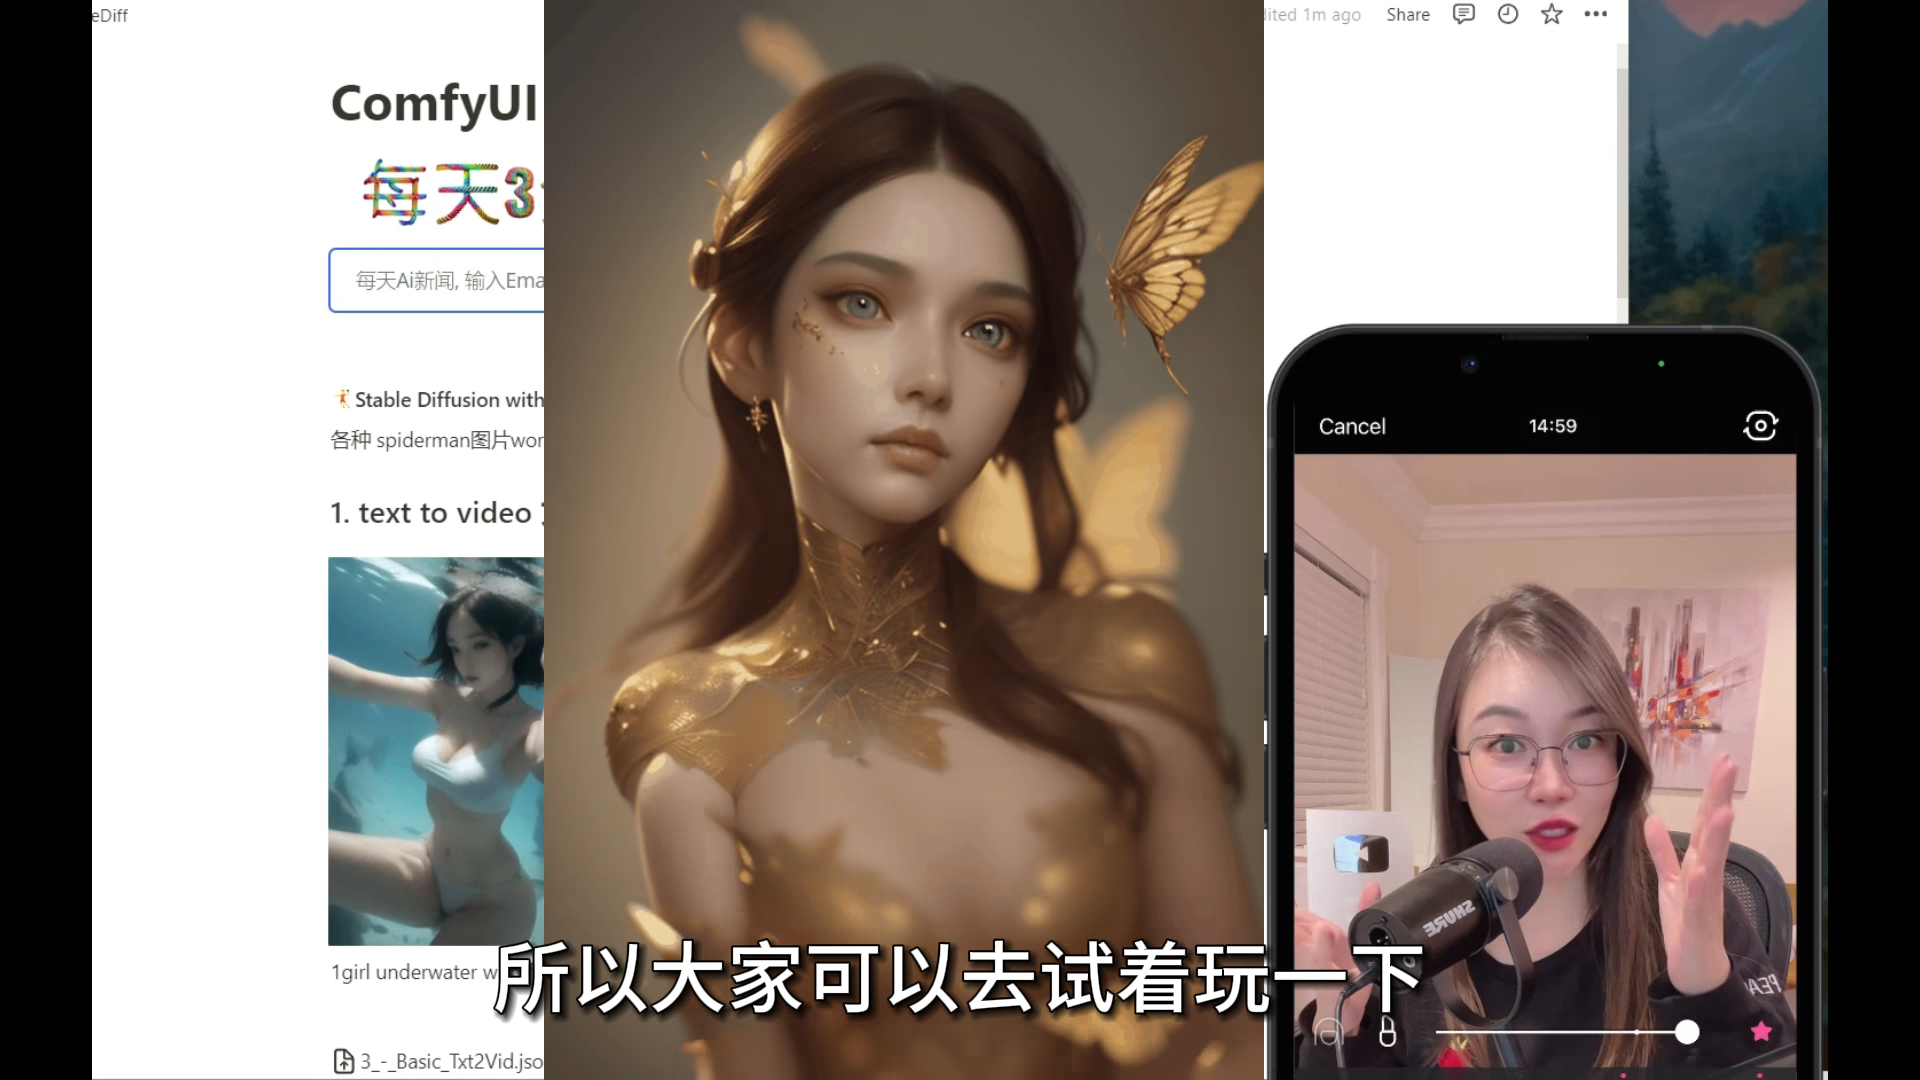 eDiff
ited 1m ago Share
ComfyUI
每天3
每天Ai新闻, 输入Ema
Stable Diffusion with
各种 spiderman图片wor
1. text to video
1girl underwater w
3_-_Basic_Txt2Vid.jso
Cancel 14:59
SHURE
PEA
所以大家可以去试着玩一下